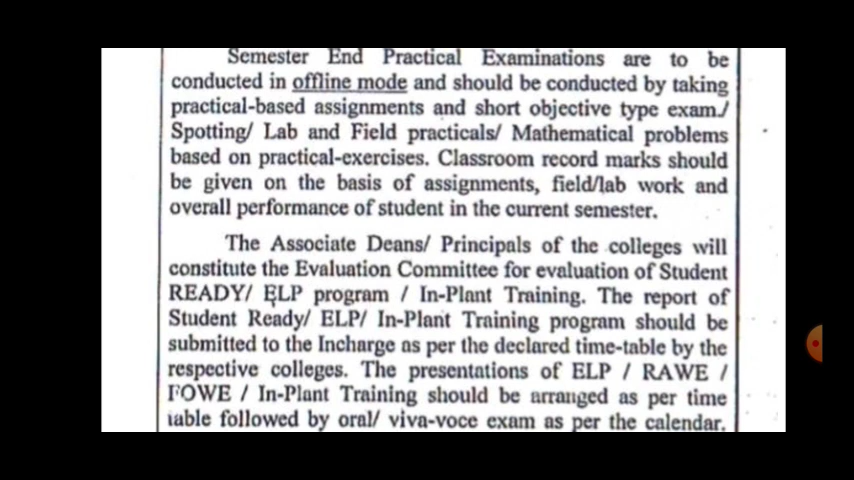 Semester End Practical Examinations are to be
conducted in offline mode and should be conducted by taking
practical-based assignments and short objective type exam./
Spotting/ Lab and Field practicals/ Mathematical problems
based on practical-exercises. Classroom record marks should
be given on the basis of assignments, field/lab work and
overall performance of student in the current semester.
The Associate Deans/ Principals of the colleges will
constitute the Evaluation Committee for evaluation of Student
READY/ ELP program / In-Plant Training. The report of
Student Ready/ ELP/ In-Plant Training program should be
submitted to the Incharge as per the declared time-table by the
respective colleges. The presentations of ELP / RAWE /
FOWE / In-Plant Training should be arranged as per time
table followed by oral/ viva-voce exam as per the calendar.